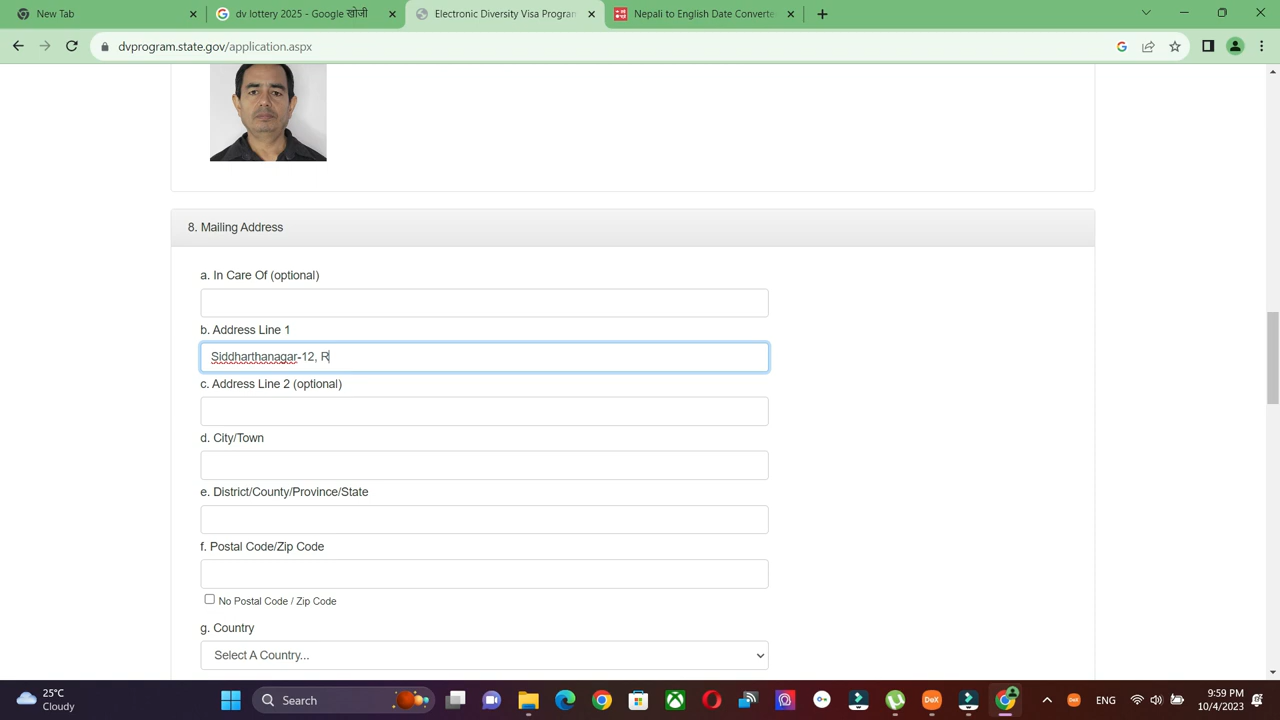 New Tab
dv lottery 2025 - Google खोजी
Electronic Diversity Visa Program
Nepali to English Date Converte
dvprogram.state.gov/application.aspx
8. Mailing Address
a. In Care Of (optional)
b. Address Line 1
Siddharthanagar-12, R
c. Address Line 2 (optional)
d. City/Town
e. District/County/Province/State
f. Postal Code/Zip Code
No Postal Code / Zip Code
g. Country
Select A Country...
25°C
Cloudy
Search
DeX
DeX
ENG
9:59 PM
10/4/2023